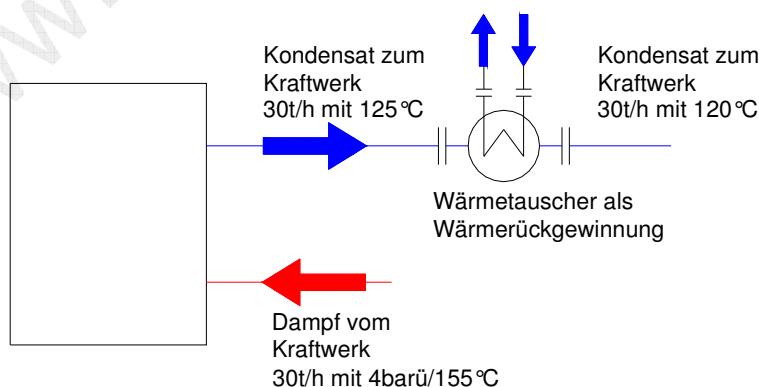 Kondensat zum
Kraftwerk
30t/h mit 125°C
Kondensat zum
Kraftwerk
30t/h mit 120°C
Wärmetauscher als
Wärmerückgewinnung
Dampf vom
Kraftwerk
30t/h mit 4barü/155°C